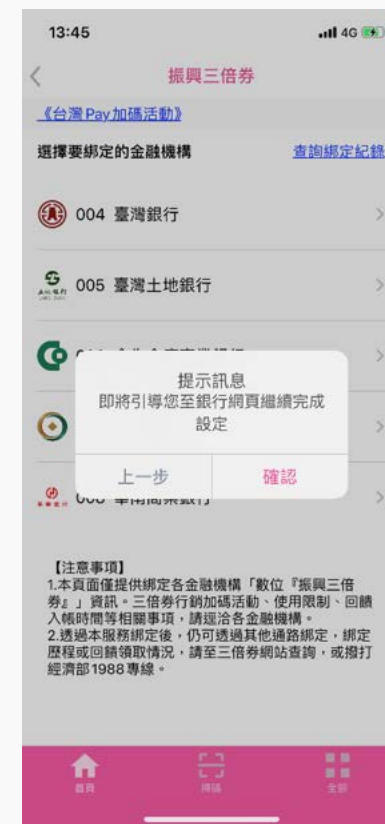 13:45
4G
振興三倍券
《台灣Pay加碼活動》
選擇要綁定的金融機構
查詢綁定紀錄
004 臺灣銀行
005 臺灣土地銀行
提示訊息
即將引導您至銀行網頁繼續完成
設定
上一步
確認
008 華南商業銀行
【注意事項】
1.本頁面僅提供綁定各金融機構「數位『振興三倍
券』」資訊。三倍券行銷加碼活動、使用限制、回饋
入帳時間等相關事項,請逕洽各金融機構。
2.透過本服務綁定後,仍可透過其他通路綁定,綁定
歷程或回饋領取情況,請至三倍券網站查詢,或撥打
經濟部1988專線。
首頁
掃碼
全部